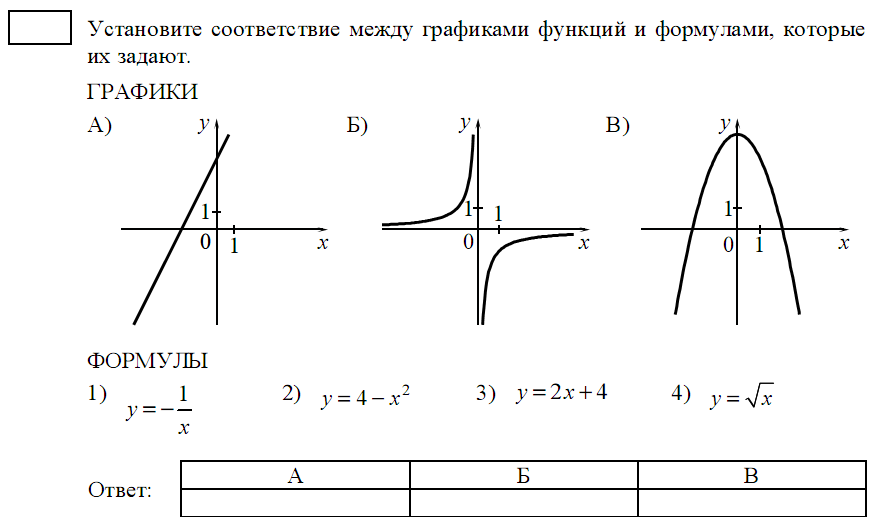 Установите соответствие между графиками функций и формулами, которые
их задают.
ГРАФИКИ
А) y 1 0 1 x
Б) y 1 1 0 x
В) y 1 0 1 x
ФОРМУЛЫ
1) y = −1/x 2) y = 4 − x² 3) y = 2x + 4 4) y = √x
Ответ: А Б В